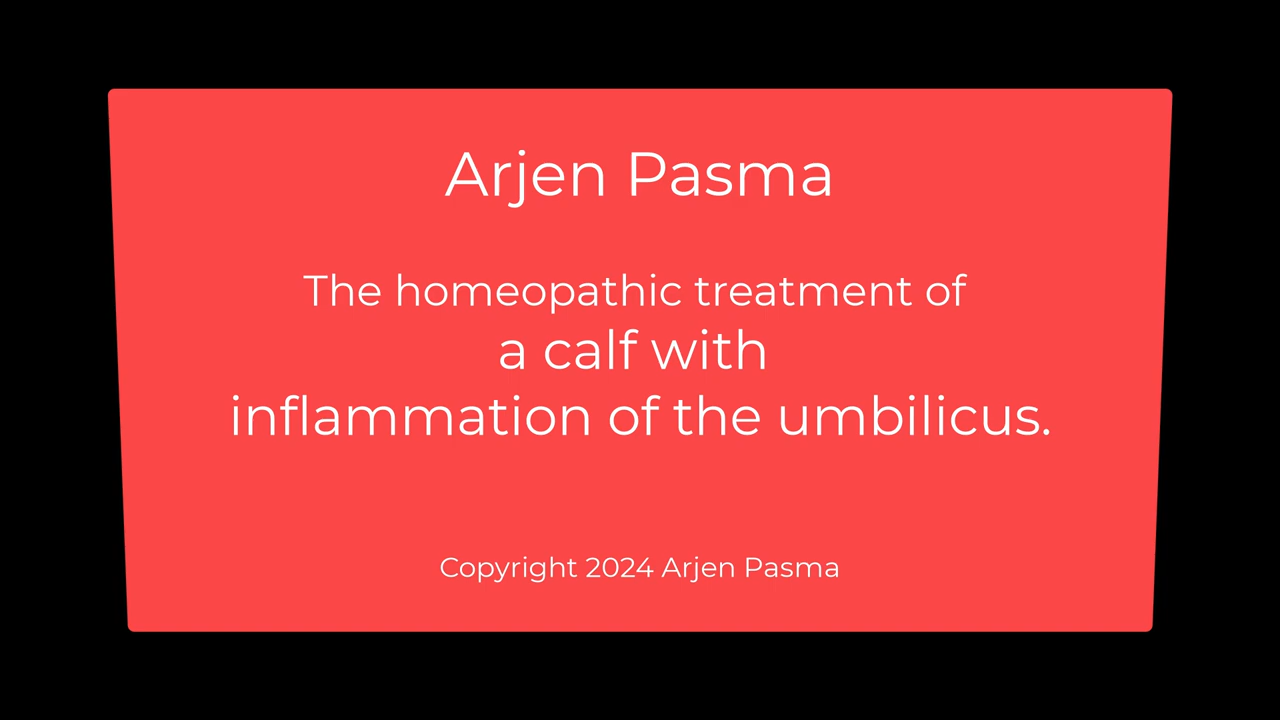 Arjen Pasma
The homeopathic treatment of
a calf with
inflammation of the umbilicus.
Copyright 2024 Arjen Pasma